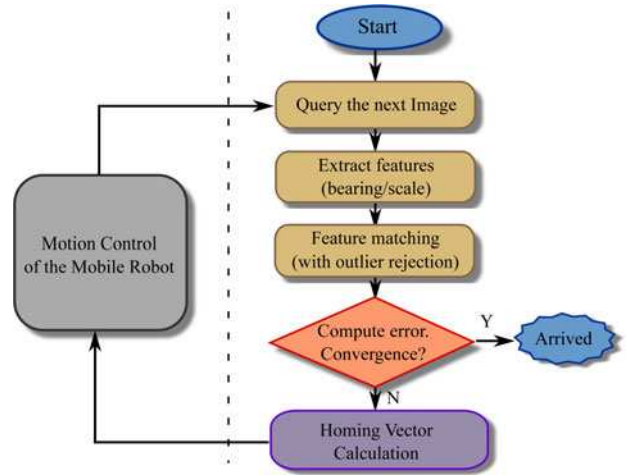 Start
Query the next Image
Extract features
(bearing/scale)
Feature matching
(with outlier rejection)
Compute error.
Convergence?
Y
Arrived
N
Homing Vector
Calculation
Motion Control
of the Mobile Robot